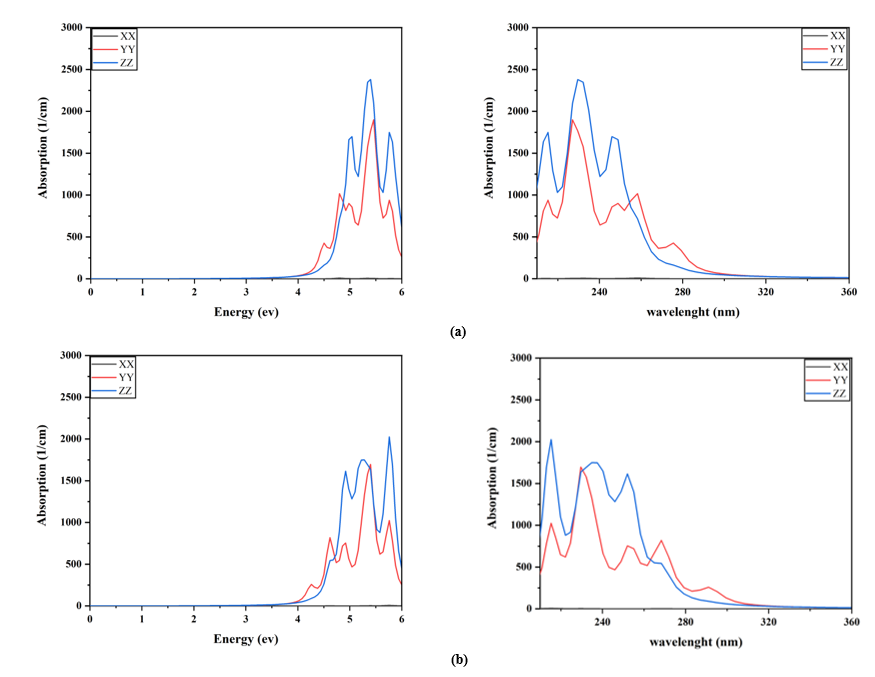 3000
2500
2000
1500
1000
500
0
Absorption (1/cm)
XX
YY
ZZ
0 1 2 3 4 5 6
Energy (ev)
3000
2500
2000
1500
1000
500
0
Absorption (1/cm)
XX
YY
ZZ
240 280 320 360
wavelenght (nm)
(a)
3000
2500
2000
1500
1000
500
0
Absorption (1/cm)
XX
YY
ZZ
0 1 2 3 4 5 6
Energy (ev)
3000
2500
2000
1500
1000
500
0
Absorption (1/cm)
XX
YY
ZZ
240 280 320 360
wavelenght (nm)
(b)